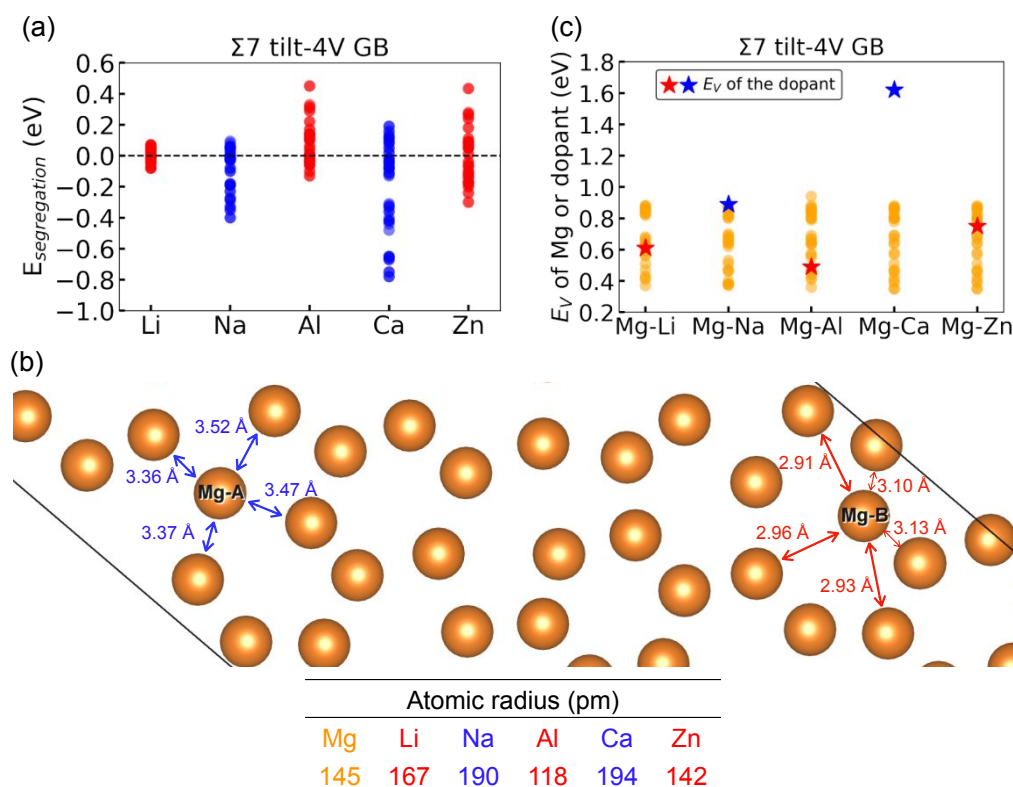 (a)
Σ7 tilt-4V GB
E_segregation (eV)
0.6
0.4
0.2
0.0
−0.2
−0.4
−0.6
−0.8
−1.0
Li Na Al Ca Zn
(c)
Σ7 tilt-4V GB
E_V of Mg or dopant (eV)
1.8
1.6
1.4
1.2
1.0
0.8
0.6
0.4
0.2
E_V of the dopant
Mg-Li Mg-Na Mg-Al Mg-Ca Mg-Zn
(b)
3.52 Å
3.36 Å
Mg-A
3.47 Å
3.37 Å
2.91 Å
3.10 Å
Mg-B
2.96 Å
3.13 Å
2.93 Å
Atomic radius (pm)
Mg Li Na Al Ca Zn
145 167 190 118 194 142